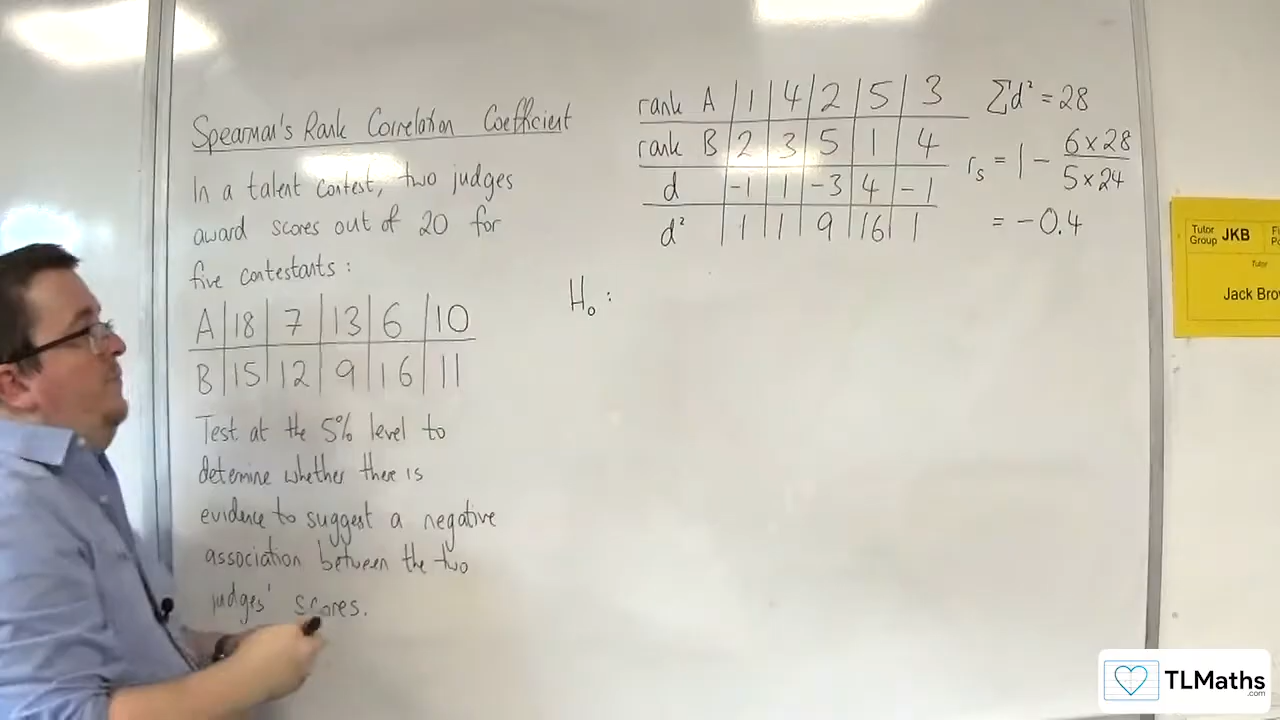 Spearman's Rank Correlation Coefficient
In a talent contest, two judges
award scores out of 20 for
five contestants :
A | 18 | 7 | 13 | 6 | 10
B | 15 | 12 | 9 | 16 | 11
Test at the 5% level to
determine whether there is
evidence to suggest a negative
association between the two
judges' scores.
rank A | 1 | 4 | 2 | 5 | 3
rank B | 2 | 3 | 5 | 1 | 4
d | -1 | 1 | -3 | 4 | -1
d² | 1 | 1 | 9 | 16 | 1
∑d² = 28
rₛ = 1 - (6 × 28)/(5 × 24)
= -0.4
H₀ :
Tutor Group JKB
Tutor
Jack Bro
TLMaths
.com